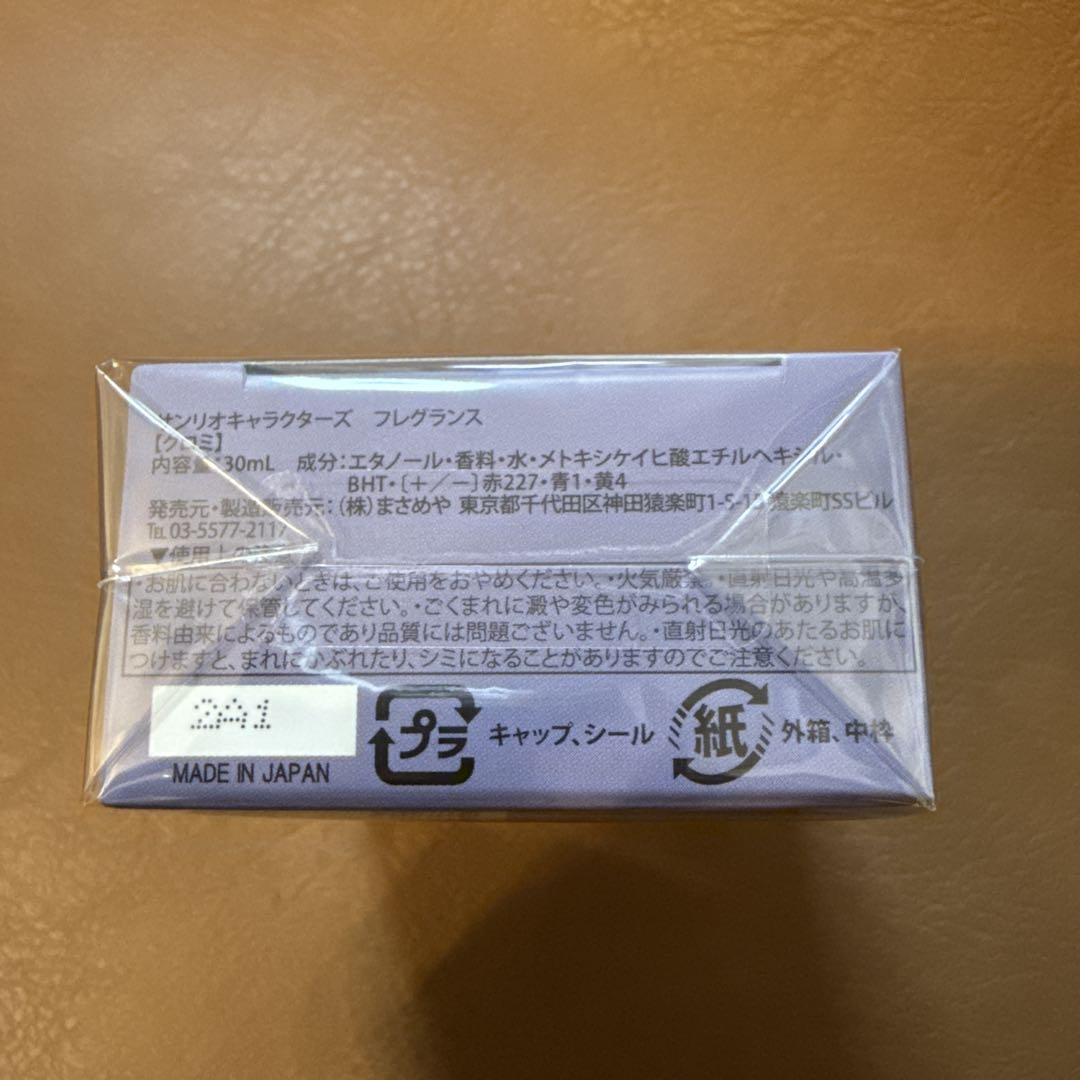 サンリオキャラクターズ フレグランス
【クロミ】
内容量:30mL 成分:エタノール・香料・水・メトキシケイヒ酸エチルヘキシル・
BHT・〔+/−〕赤227・青1・黄4
発売元・製造販売元:(株)まさめや 東京都千代田区神田猿楽町1-5-15 猿楽町SSビル
℡ 03-5577-2117
▼使用上の注意
・お肌に合わないときは、ご使用をおやめください。・火気厳禁。・直射日光や高温多
湿を避けて保管してください。・ごくまれに澱や変色がみられる場合がありますが、
香料由来によるものであり品質には問題ございません。・直射日光のあたるお肌に
つけますと、まれにかぶれたり、シミになることがありますのでご注意ください。
2A1
MADE IN JAPAN
プラ
キャップ、シール
紙
外箱、中枠